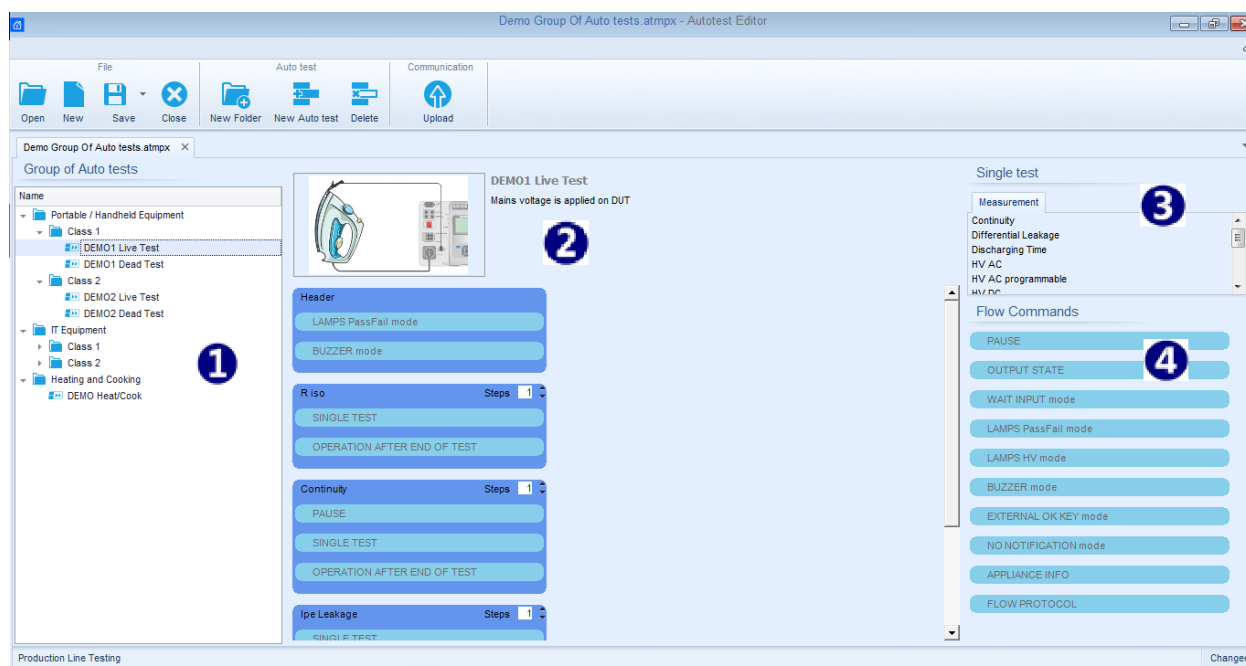 Demo Group Of Auto tests.atmpx - Autotest Editor
File
Auto test
Communication
Open
New
Save
Close
New Folder
New Auto test
Delete
Upload
Demo Group Of Auto tests.atmpx
Group of Auto tests
Name
Portable / Handheld Equipment
Class 1
DEMO1 Live Test
DEMO1 Dead Test
Class 2
DEMO2 Live Test
DEMO2 Dead Test
IT Equipment
Class 1
Class 2
Heating and Cooking
DEMO Heat/Cook
1
DEMO1 Live Test
Mains voltage is applied on DUT
2
Header
LAMPS PassFail mode
BUZZER mode
R iso Steps 1
SINGLE TEST
OPERATION AFTER END OF TEST
Continuity Steps 1
PAUSE
SINGLE TEST
OPERATION AFTER END OF TEST
Ipe Leakage Steps 1
SINGLE TEST
Single test
3
Measurement
Continuity
Differential Leakage
Discharging Time
HV AC
HV AC programmable
HV DC
Flow Commands
4
PAUSE
OUTPUT STATE
WAIT INPUT mode
LAMPS PassFail mode
LAMPS HV mode
BUZZER mode
EXTERNAL OK KEY mode
NO NOTIFICATION mode
APPLIANCE INFO
FLOW PROTOCOL
Production Line Testing
Changed